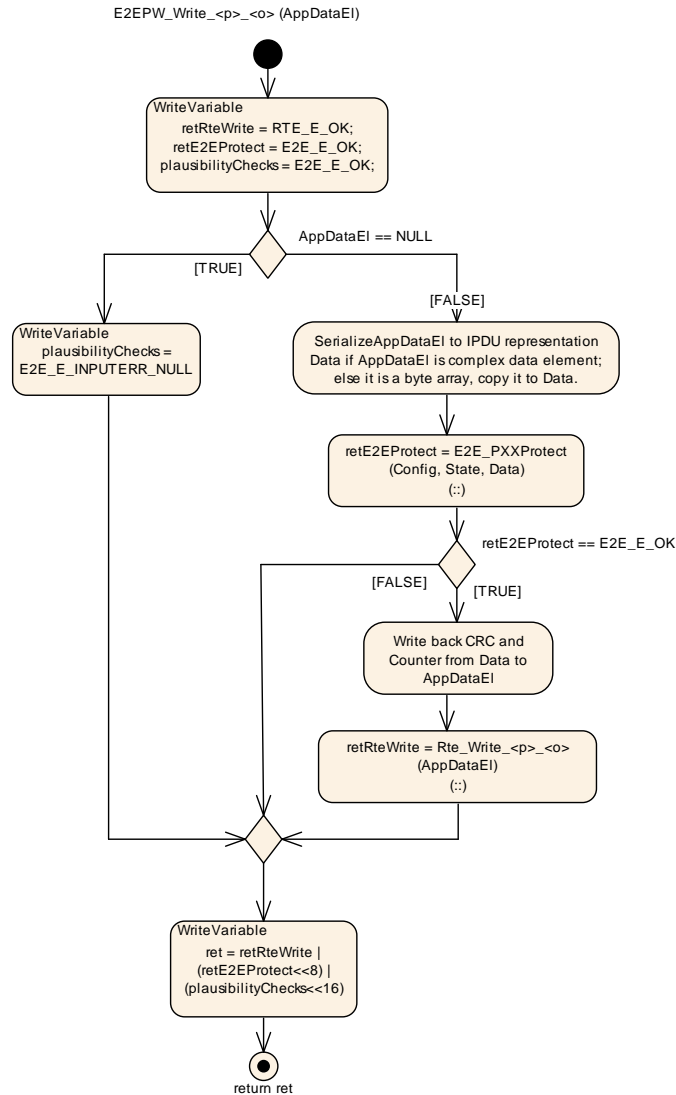 E2EPW_Write_<p>_<o> (AppDataEl)
WriteVariable
retRteWrite = RTE_E_OK;
retE2EProtect = E2E_E_OK;
plausibilityChecks = E2E_E_OK;
AppDataEl == NULL
[TRUE]
[FALSE]
WriteVariable
plausibilityChecks =
E2E_E_INPUTERR_NULL
SerializeAppDataEl to IPDU representation
Data if AppDataEl is complex data element;
else it is a byte array, copy it to Data.
retE2EProtect = E2E_PXXProtect
(Config, State, Data)
(::)
retE2EProtect == E2E_E_OK
[FALSE]
[TRUE]
Write back CRC and
Counter from Data to
AppDataEl
retRteWrite = Rte_Write_<p>_<o>
(AppDataEl)
(::)
WriteVariable
ret = retRteWrite |
(retE2EProtect<<8) |
(plausibilityChecks<<16)
return ret